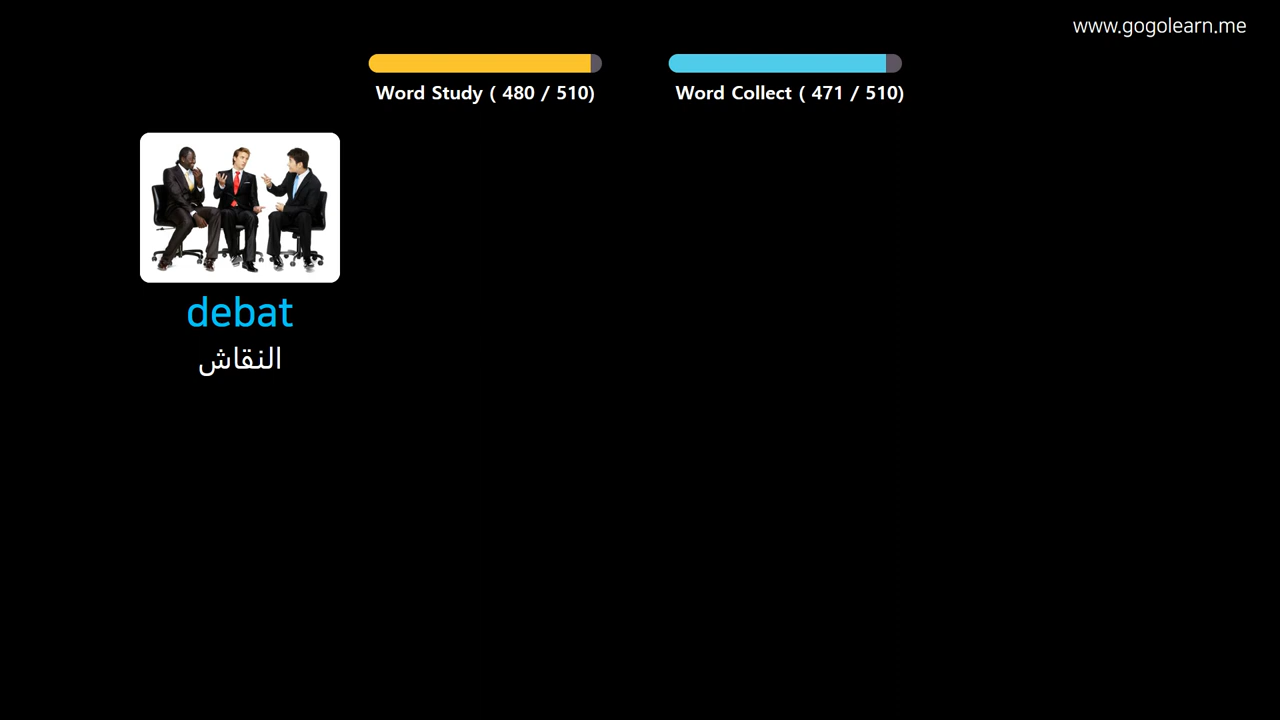 www.gogolearn.me
Word Study ( 480 / 510)
Word Collect ( 471 / 510)
debat
النقاش